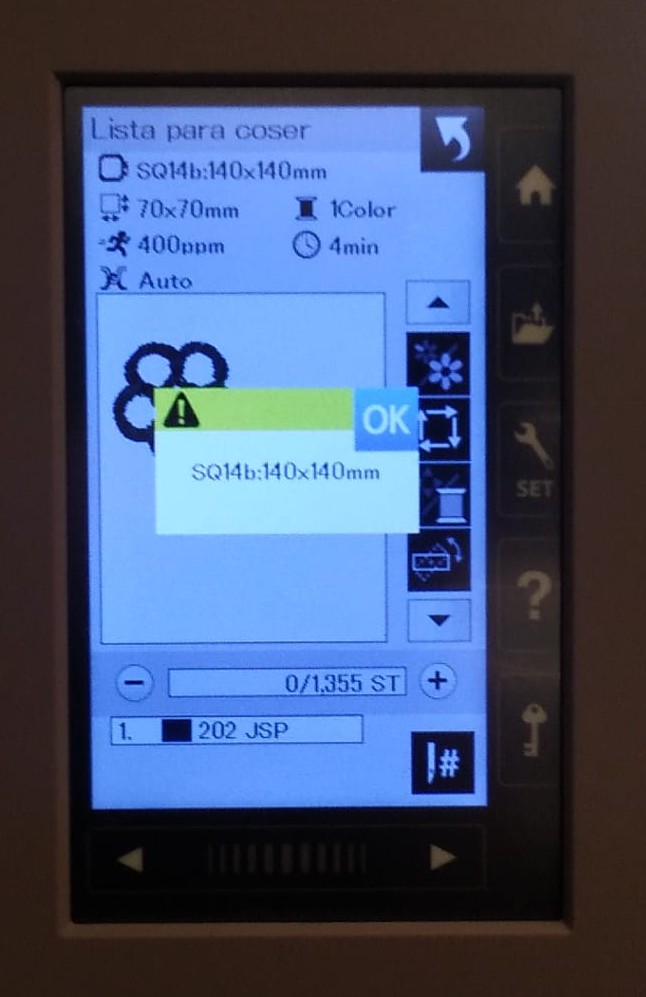 Lista para coser
SQ14b:140x140mm
70x70mm 1Color
400ppm 4min
Auto
OK
SQ14b:140x140mm
SET
?
− 0/1,355 ST +
1. 202 JSP
#